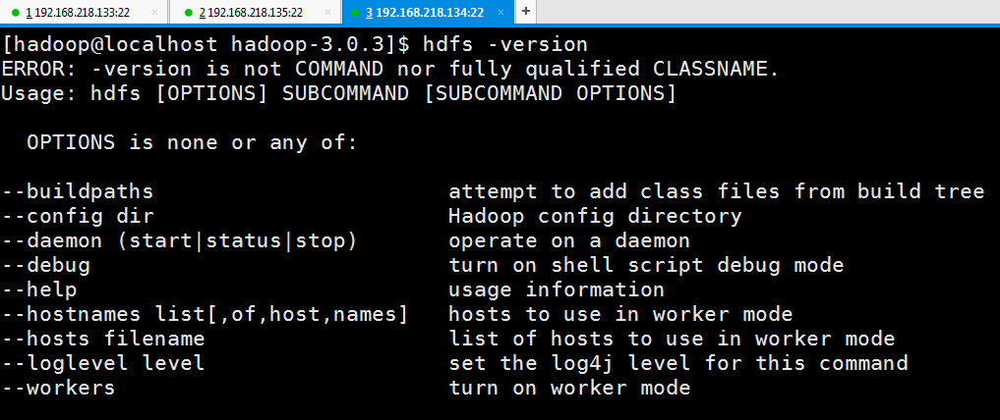 1 192.168.218.133:22 × 2 192.168.218.135:22 × 3 192.168.218.134:22 × +
[hadoop@localhost hadoop-3.0.3]$ hdfs -version
ERROR: -version is not COMMAND nor fully qualified CLASSNAME.
Usage: hdfs [OPTIONS] SUBCOMMAND [SUBCOMMAND OPTIONS]
OPTIONS is none or any of:
--buildpaths attempt to add class files from build tree
--config dir Hadoop config directory
--daemon (start|status|stop) operate on a daemon
--debug turn on shell script debug mode
--help usage information
--hostnames list[,of,host,names] hosts to use in worker mode
--hosts filename list of hosts to use in worker mode
--loglevel level set the log4j level for this command
--workers turn on worker mode